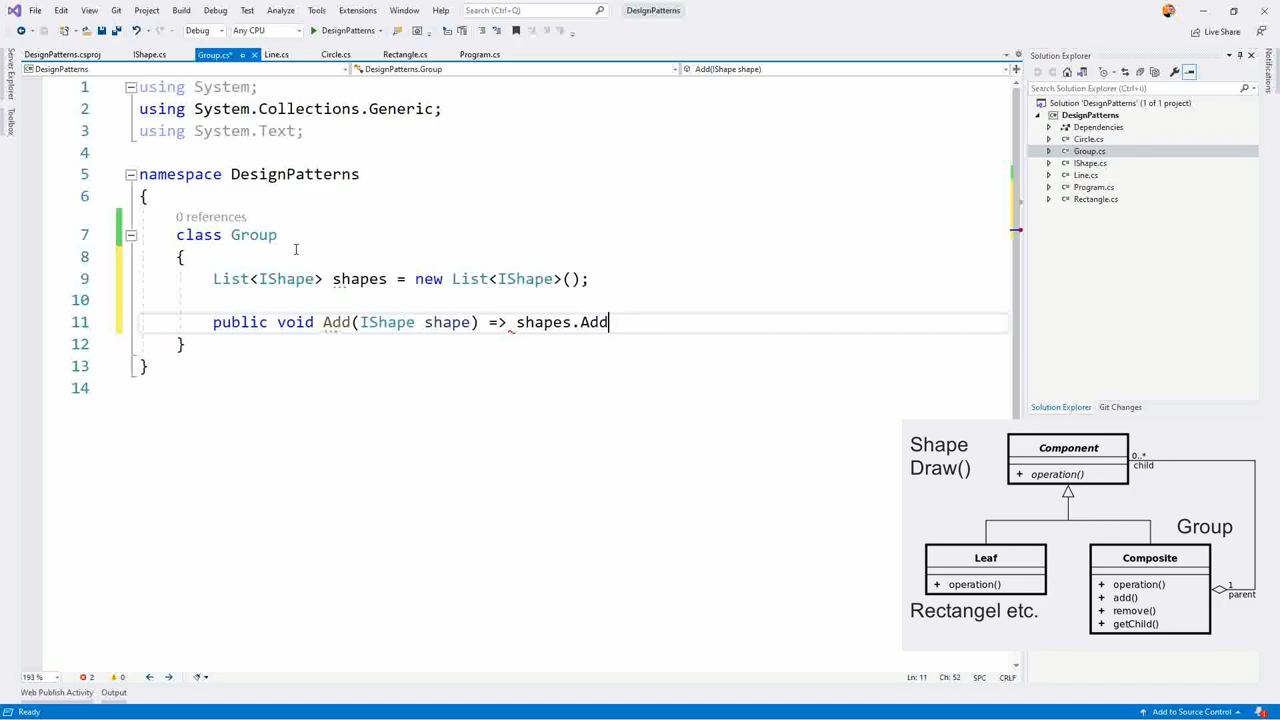 File Edit View Git Project Build Debug Test Analyze Tools Extensions Window Help Search (Ctrl+Q) DesignPatterns
Debug Any CPU DesignPatterns Live Share
DesignPatterns.csproj IShape.cs Group.cs* Line.cs Circle.cs Rectangle.cs Program.cs
DesignPatterns DesignPatterns.Group Add(IShape shape)
Server Explorer
Toolbox
1 using System;
2 using System.Collections.Generic;
3 using System.Text;
4
5 namespace DesignPatterns
6 {
0 references
7 class Group
8 {
9 List<IShape> shapes = new List<IShape>();
10
11 public void Add(IShape shape) => shapes.Add
12 }
13 }
14
Solution Explorer
Search Solution Explorer (Ctrl+Q)
Solution 'DesignPatterns' (1 of 1 project)
DesignPatterns
Dependencies
Circle.cs
Group.cs
IShape.cs
Line.cs
Program.cs
Rectangle.cs
Solution Explorer Git Changes
Notifications
Shape
Draw()
Component
+ operation()
0..*
child
Group
Leaf
+ operation()
Rectangel etc.
Composite
+ operation()
+ add()
+ remove()
+ getChild()
1
parent
193 % 2 0 Ln: 11 Ch: 52 SPC CRLF
Web Publish Activity Output
Ready Add to Source Control 1